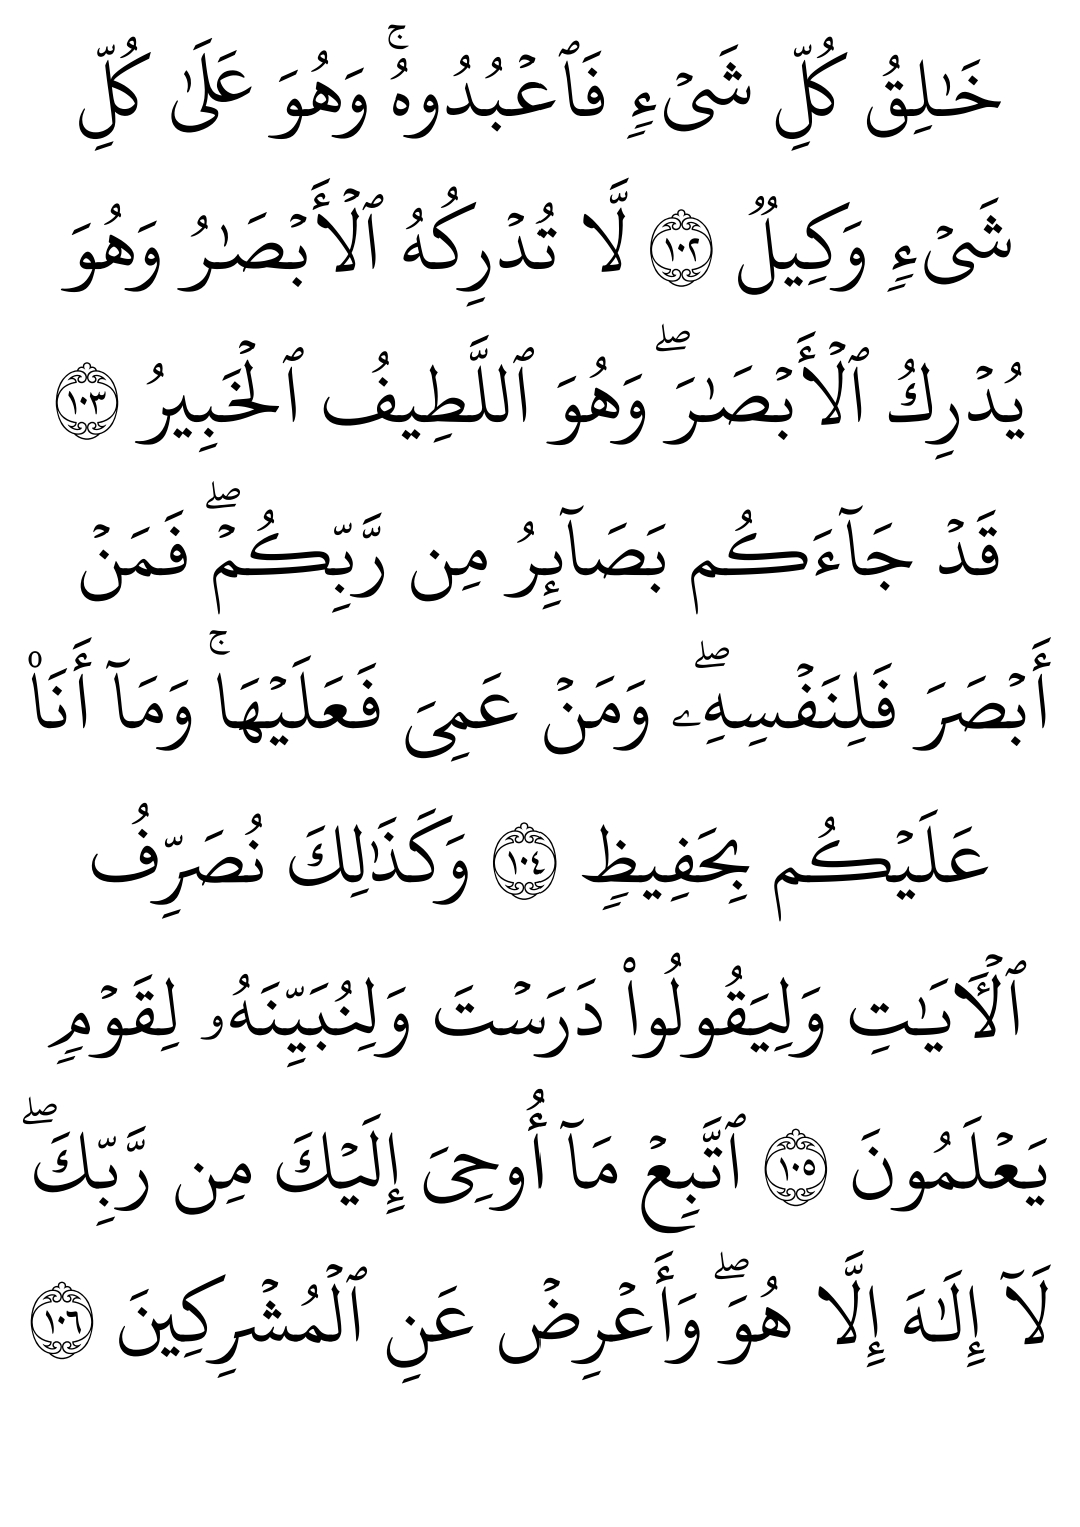 خَـٰلِقُ كُلِّ شَىْءٍ فَٱعْبُدُوهُ ۚ وَهُوَ عَلَىٰ كُلِّ
شَىْءٍ وَكِيلٌ ١٠٢ لَّا تُدْرِكُهُ ٱلْأَبْصَـٰرُ وَهُوَ
يُدْرِكُ ٱلْأَبْصَـٰرَ ۖ وَهُوَ ٱللَّطِيفُ ٱلْخَبِيرُ ١٠٣
قَدْ جَآءَكُم بَصَآئِرُ مِن رَّبِّكُمْ ۖ فَمَنْ
أَبْصَرَ فَلِنَفْسِهِۦ ۖ وَمَنْ عَمِىَ فَعَلَيْهَا ۚ وَمَآ أَنَا۠
عَلَيْكُم بِحَفِيظٍ ١٠٤ وَكَذَٰلِكَ نُصَرِّفُ
ٱلْـَٔايَـٰتِ وَلِيَقُولُوا۟ دَرَسْتَ وَلِنُبَيِّنَهُۥ لِقَوْمٍ
يَعْلَمُونَ ١٠٥ ٱتَّبِعْ مَآ أُوحِىَ إِلَيْكَ مِن رَّبِّكَ ۖ
لَآ إِلَـٰهَ إِلَّا هُوَ ۖ وَأَعْرِضْ عَنِ ٱلْمُشْرِكِينَ ١٠٦